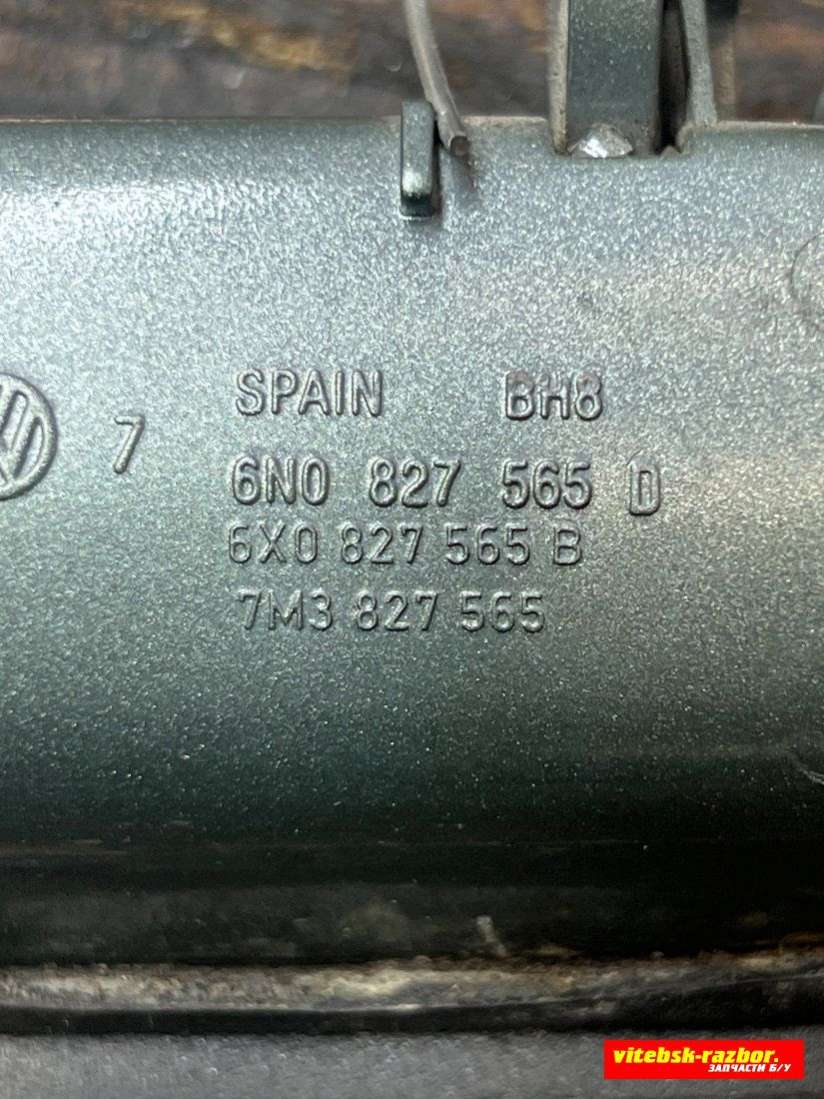 SPAIN BH8
7
6N0 827 565 D
6X0 827 565 B
7M3 827 565
vitebsk-razbor.
ЗАПЧАСТИ Б/У